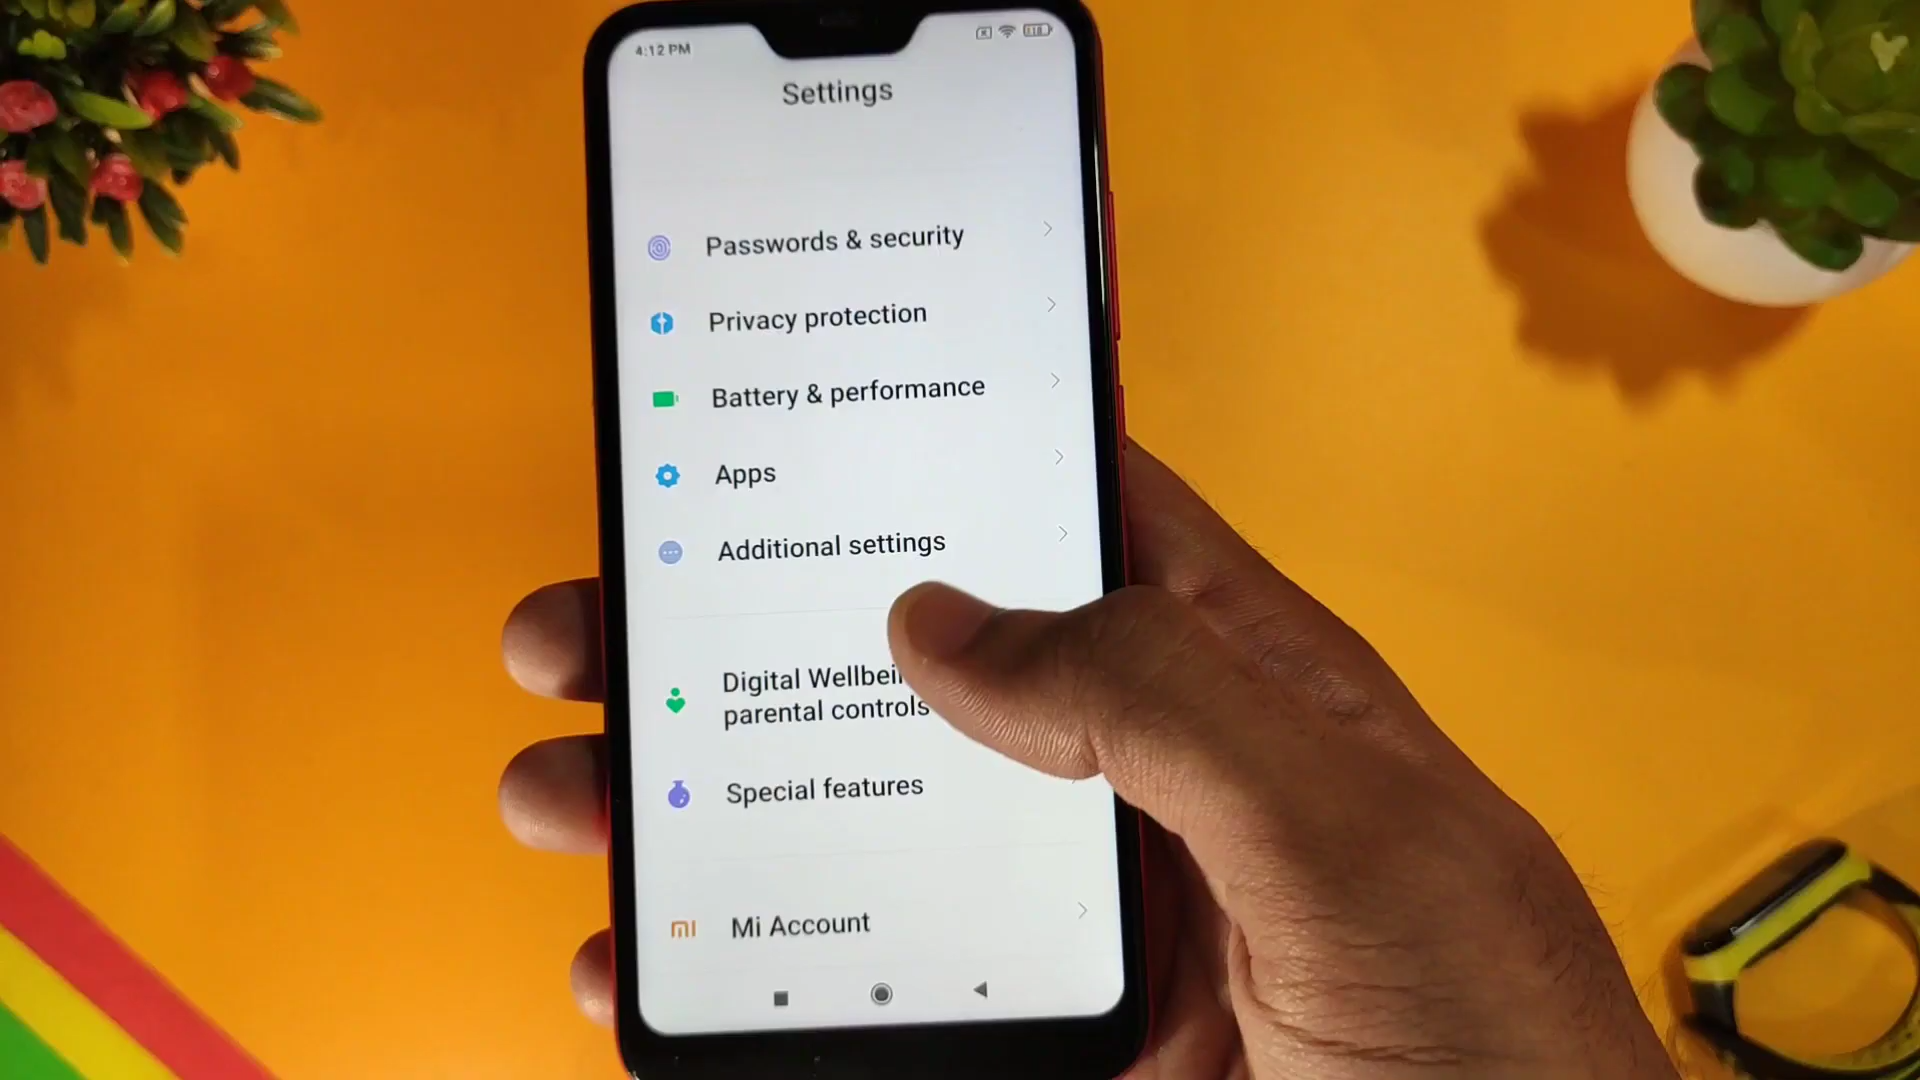 4:12 PM
Settings
Passwords & security
Privacy protection
Battery & performance
Apps
Additional settings
Digital Wellbei
parental controls
Special features
mi Mi Account